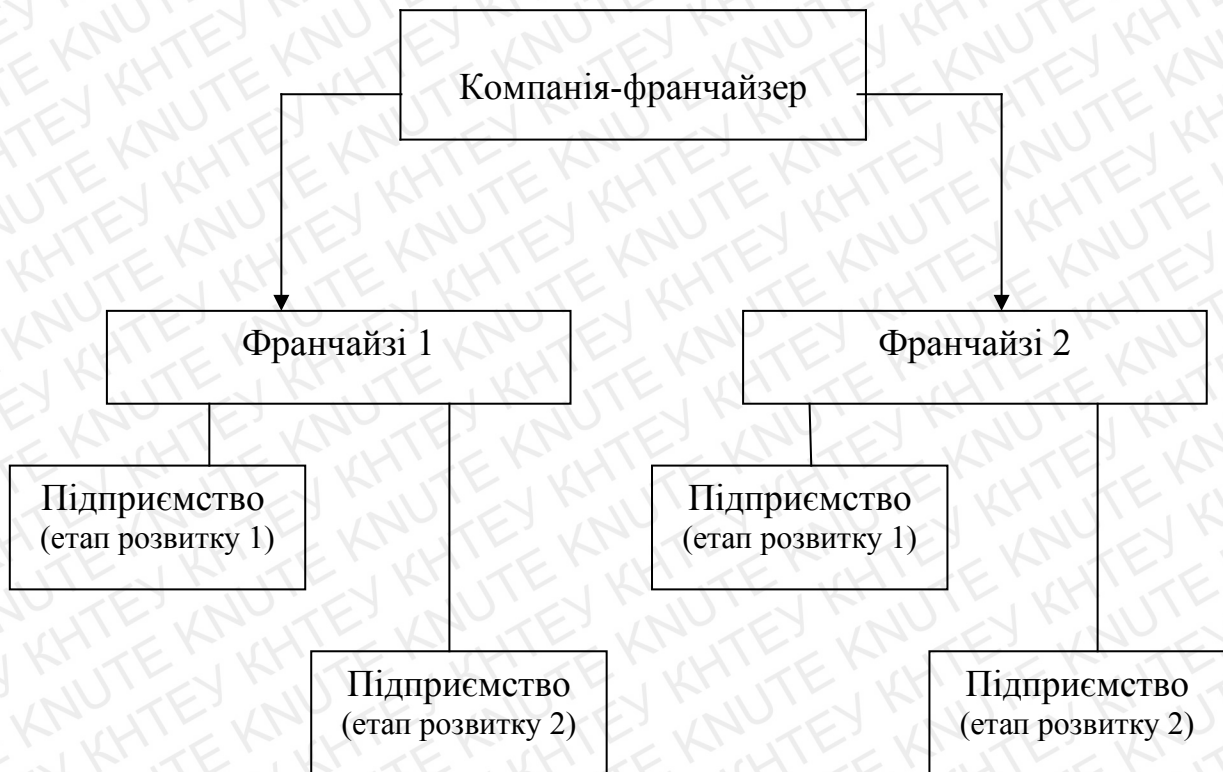 Компанія-франчайзер
Франчайзі 1
Франчайзі 2
Підприємство
(етап розвитку 1)
Підприємство
(етап розвитку 1)
Підприємство
(етап розвитку 2)
Підприємство
(етап розвитку 2)